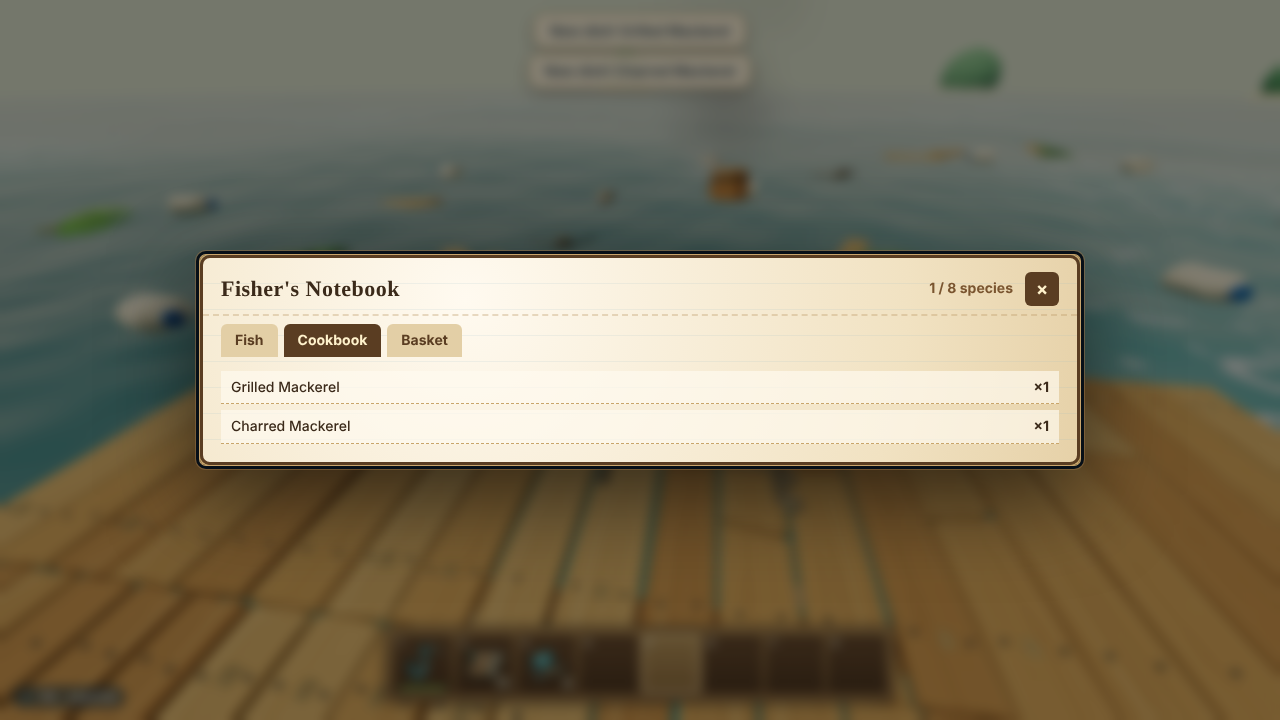 Fisher's Notebook
1 / 8 species
×
Fish
Cookbook
Basket
Grilled Mackerel
×1
Charred Mackerel
×1